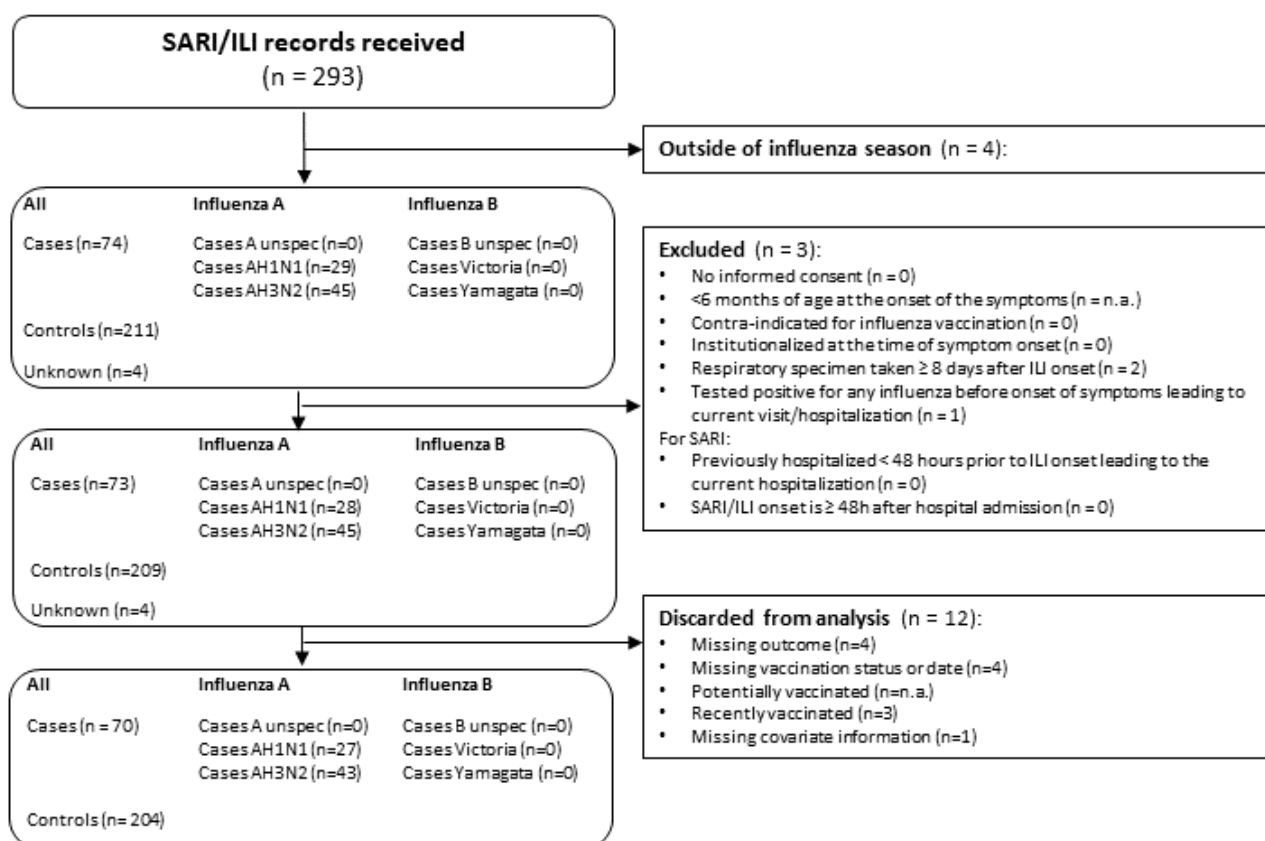 SARI/ILI records received
(n = 293)
Outside of influenza season (n = 4):
All Influenza A Influenza B
Cases (n=74) Cases A unspec (n=0) Cases B unspec (n=0)
Cases AH1N1 (n=29) Cases Victoria (n=0)
Cases AH3N2 (n=45) Cases Yamagata (n=0)
Controls (n=211)
Unknown (n=4)
Excluded (n = 3):
• No informed consent (n = 0)
• <6 months of age at the onset of the symptoms (n = n.a.)
• Contra-indicated for influenza vaccination (n = 0)
• Institutionalized at the time of symptom onset (n = 0)
• Respiratory specimen taken ≥ 8 days after ILI onset (n = 2)
• Tested positive for any influenza before onset of symptoms leading to
current visit/hospitalization (n = 1)
For SARI:
• Previously hospitalized < 48 hours prior to ILI onset leading to the
current hospitalization (n = 0)
• SARI/ILI onset is ≥ 48h after hospital admission (n = 0)
All Influenza A Influenza B
Cases (n=73) Cases A unspec (n=0) Cases B unspec (n=0)
Cases AH1N1 (n=28) Cases Victoria (n=0)
Cases AH3N2 (n=45) Cases Yamagata (n=0)
Controls (n=209)
Unknown (n=4)
Discarded from analysis (n = 12):
• Missing outcome (n=4)
• Missing vaccination status or date (n=4)
• Potentially vaccinated (n=n.a.)
• Recently vaccinated (n=3)
• Missing covariate information (n=1)
All Influenza A Influenza B
Cases (n = 70) Cases A unspec (n=0) Cases B unspec (n=0)
Cases AH1N1 (n=27) Cases Victoria (n=0)
Cases AH3N2 (n=43) Cases Yamagata (n=0)
Controls (n= 204)